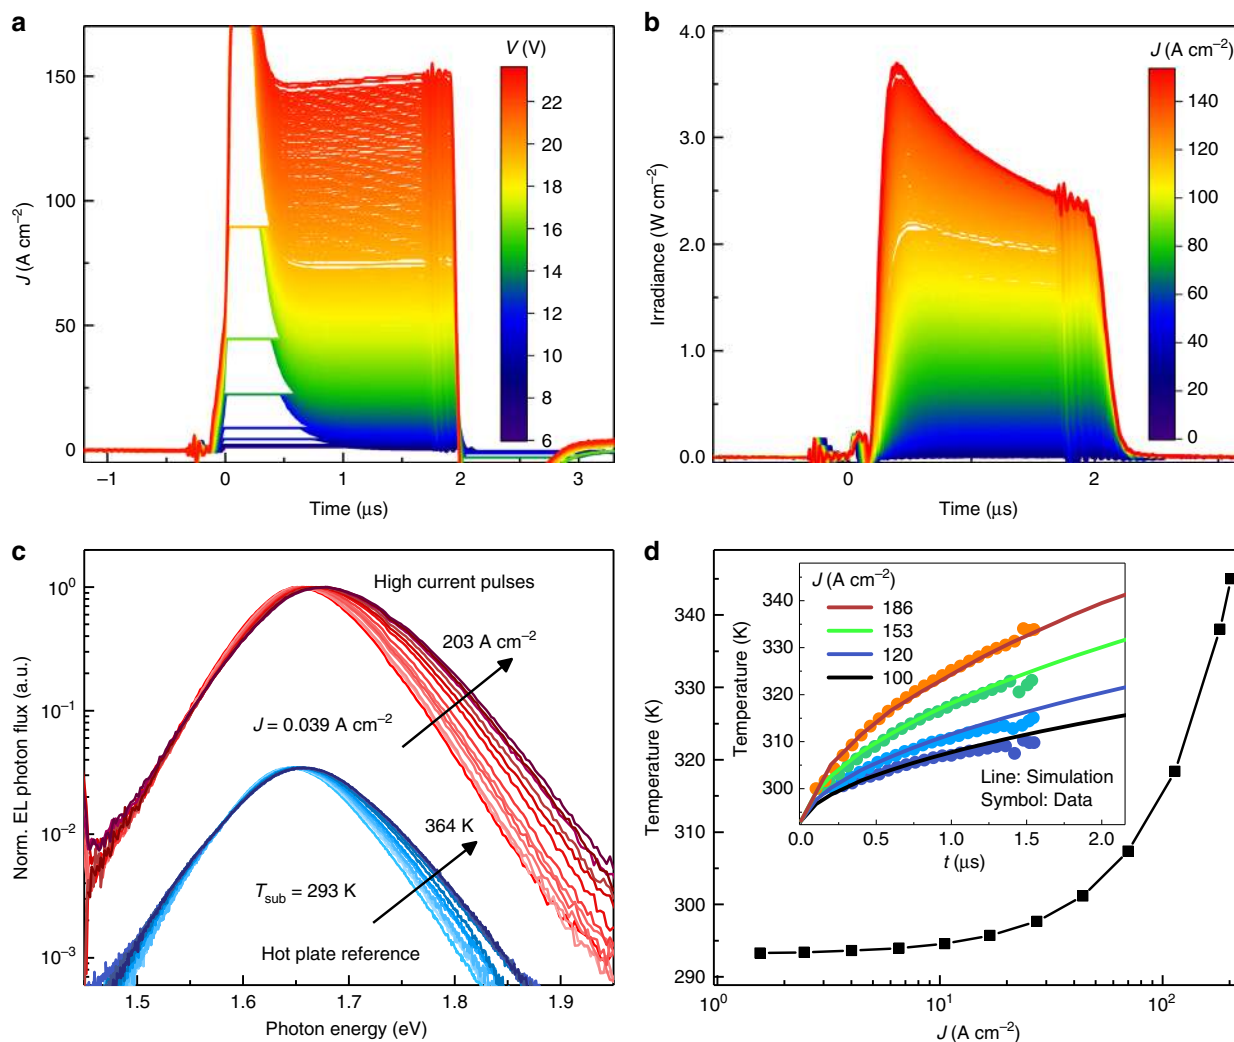 a
V (V)
150
100
50
0
J (A cm−2)
22
20
18
16
14
12
10
8
6
−1
0
1
2
3
Time (µs)
b
J (A cm−2)
4.0
3.0
2.0
1.0
0.0
Irradiance (W cm−2)
140
120
100
80
60
40
20
0
0
2
Time (µs)
c
High current pulses
203 A cm−2
J = 0.039 A cm−2
364 K
Tsub = 293 K
Hot plate reference
100
10−1
10−2
10−3
Norm. EL photon flux (a.u.)
1.5
1.6
1.7
1.8
1.9
Photon energy (eV)
d
J (A cm−2)
186
153
120
100
340
330
320
310
300
Temperature (K)
Line: Simulation
Symbol: Data
0.0
0.5
1.0
1.5
2.0
t (µs)
340
330
320
310
300
290
Temperature (K)
100
101
102
J (A cm−2)